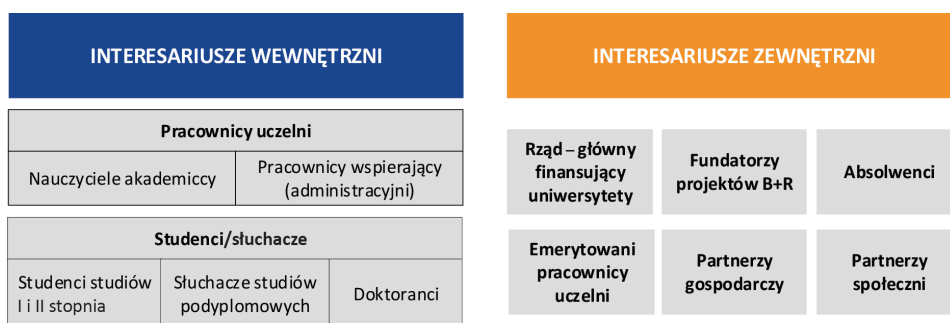 INTERESARIUSZE WEWNĘTRZNI
Pracownicy uczelni
Nauczyciele akademiccy
Pracownicy wspierający
(administracyjni)
Studenci/słuchacze
Studenci studiów
I i II stopnia
Słuchacze studiów
podyplomowych
Doktoranci
INTERESARIUSZE ZEWNĘTRZNI
Rząd – główny
finansujący
uniwersytety
Fundatorzy
projektów B+R
Absolwenci
Emerytowani
pracownicy
uczelni
Partnerzy
gospodarczy
Partnerzy
społeczni